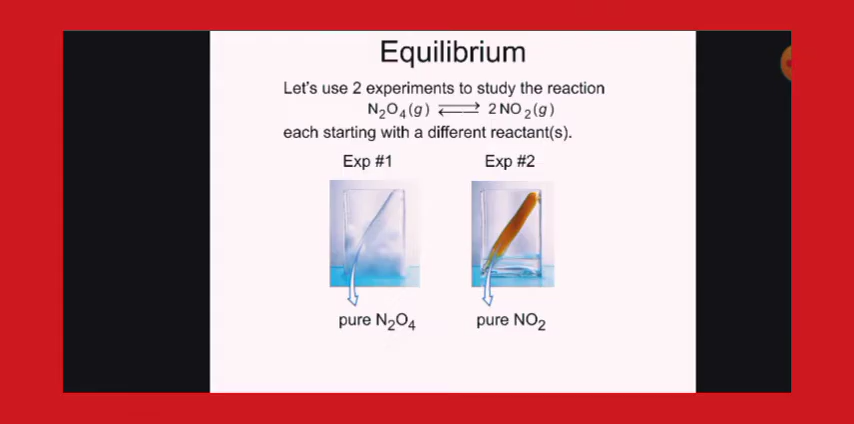 Equilibrium
Let's use 2 experiments to study the reaction
N₂O₄(g) ⇌ 2 NO₂(g)
each starting with a different reactant(s).
Exp #1 Exp #2
pure N₂O₄ pure NO₂